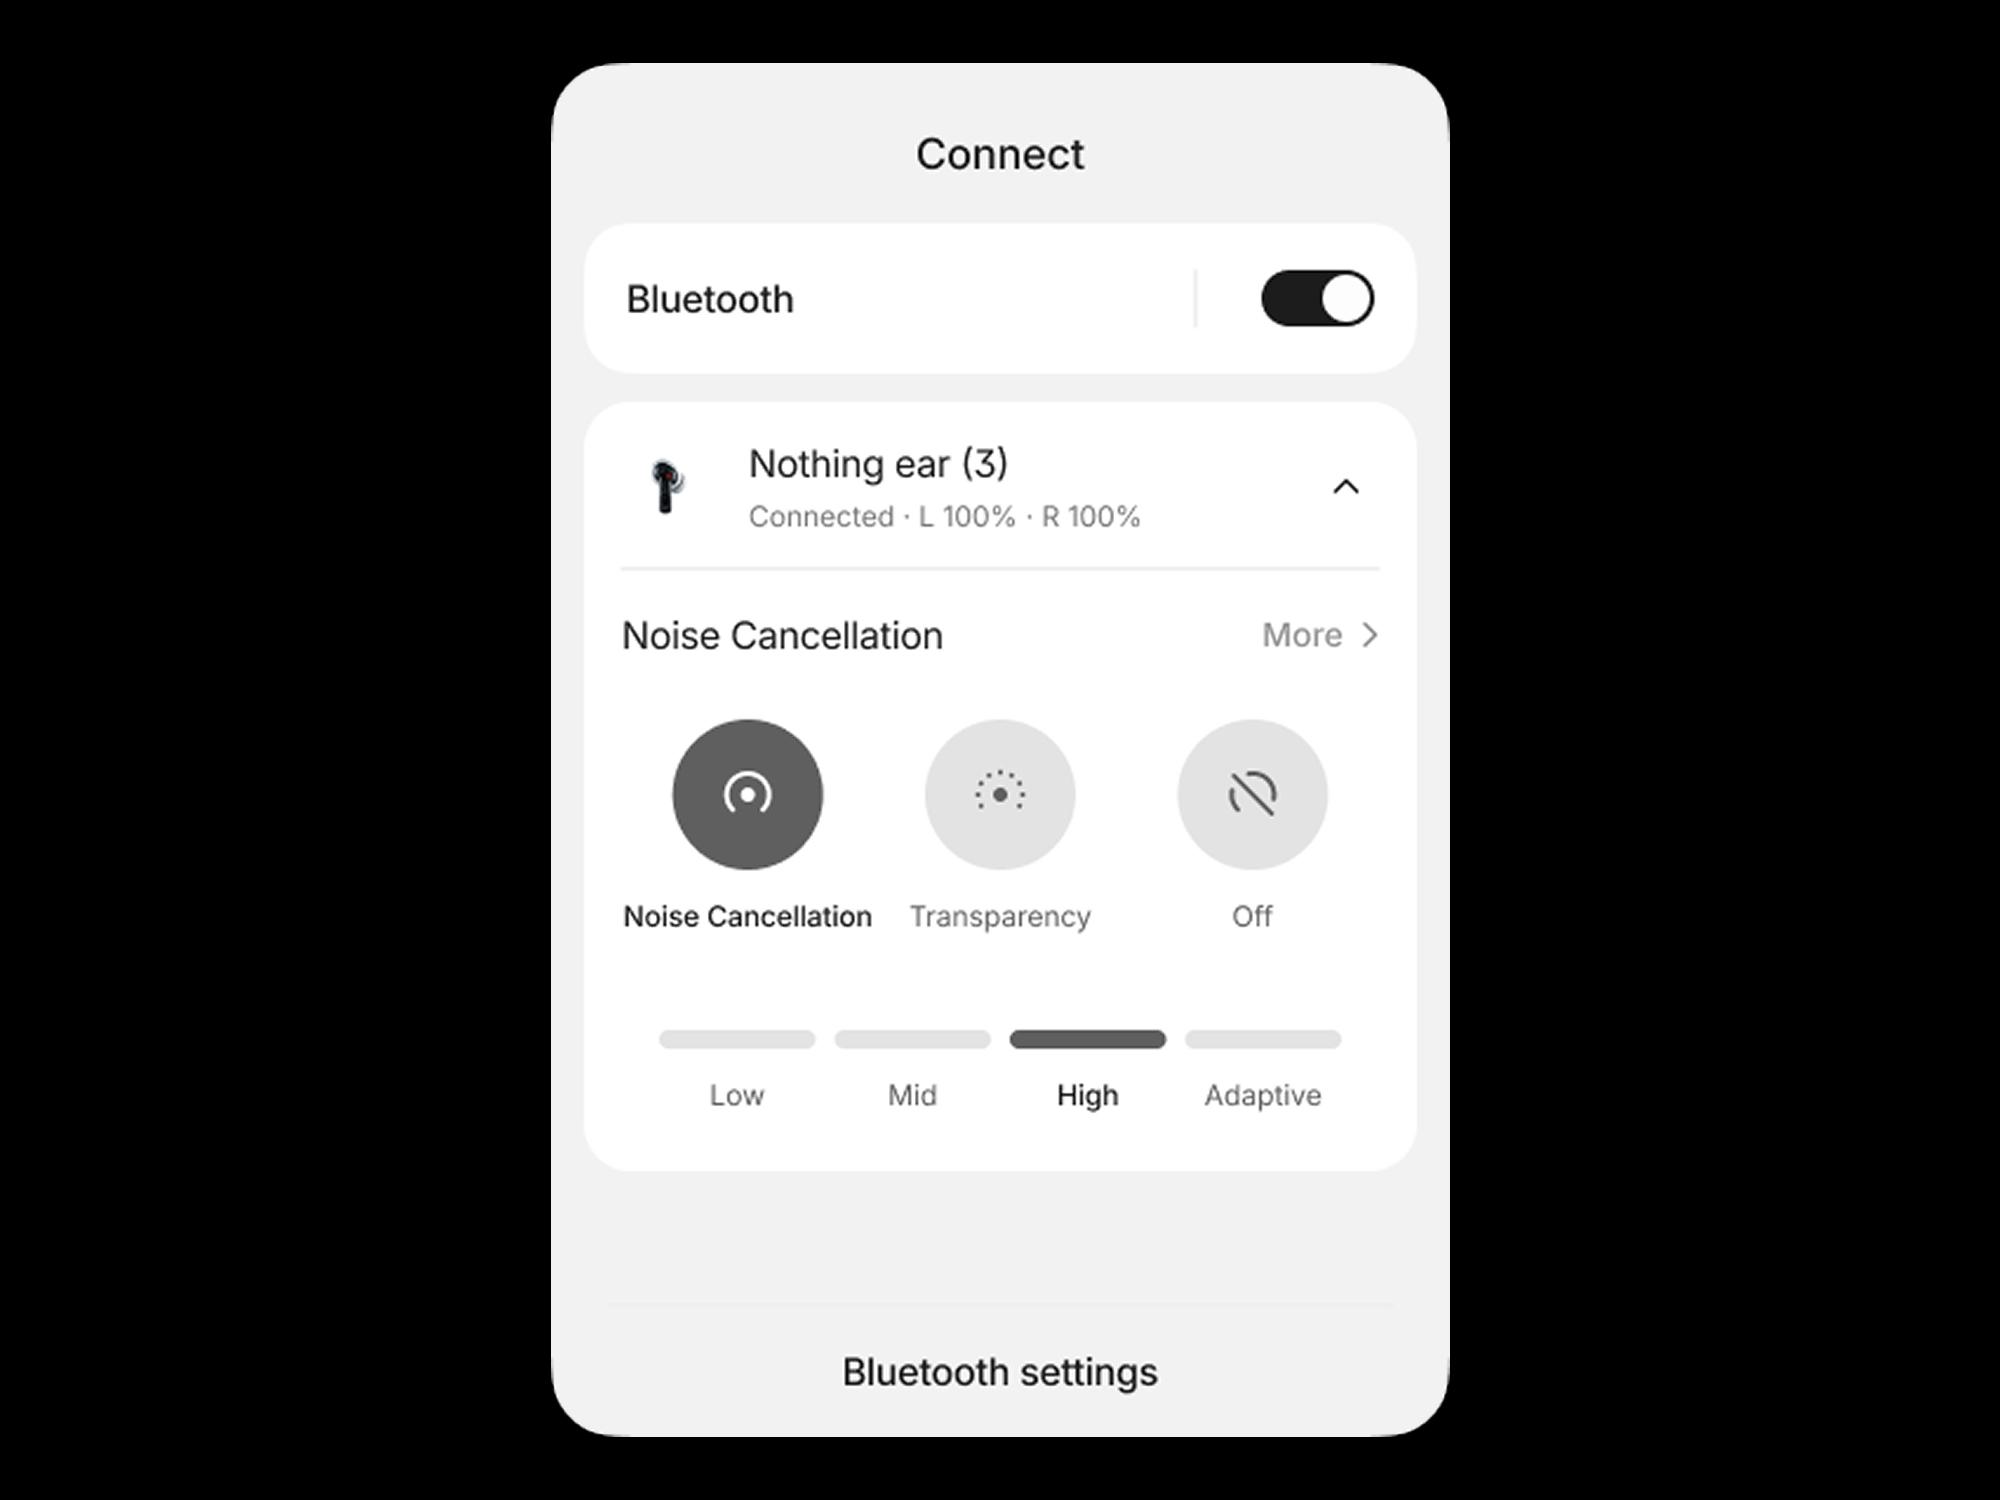 Connect
Bluetooth
Nothing ear (3)
Connected · L 100% · R 100%
Noise Cancellation More
Noise Cancellation Transparency Off
Low Mid High Adaptive
Bluetooth settings